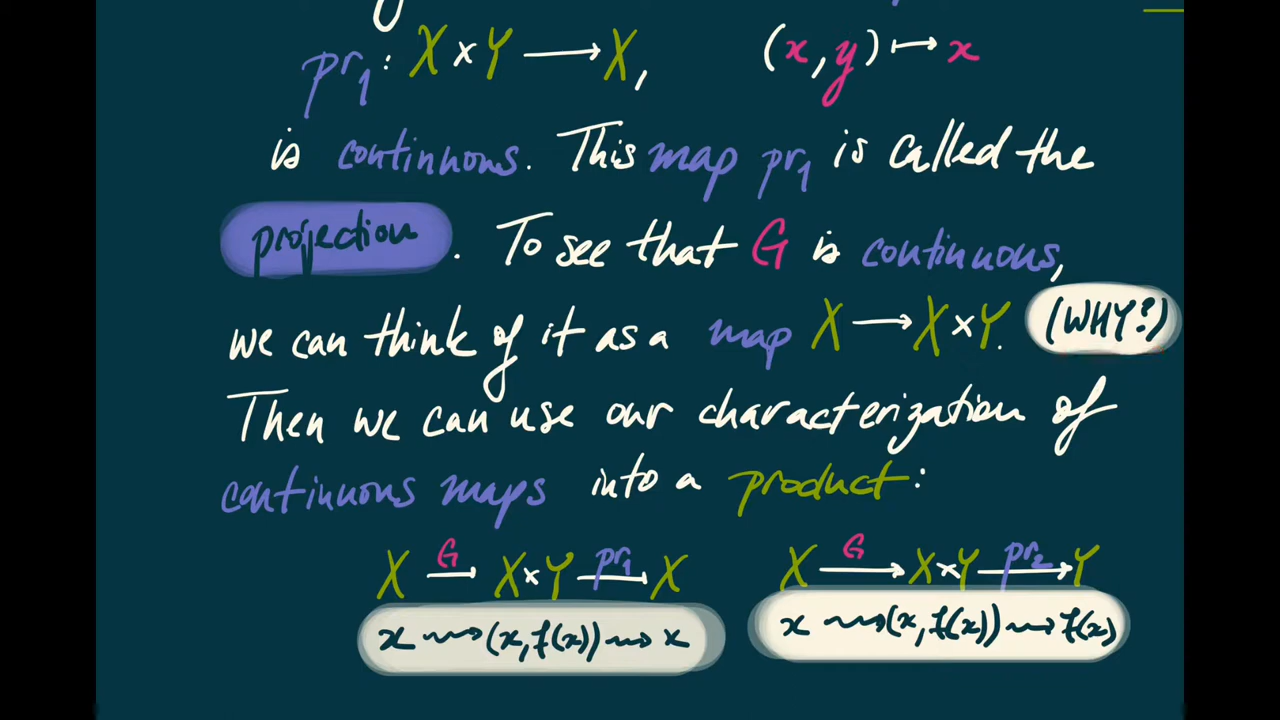 pr₁: X×Y ⟶ X, (x,y) ⟼ x
is continuous. This map pr₁ is called the
projection. To see that G is continuous,
we can think of it as a map X ⟶ X×Y. (WHY?)
Then we can use our characterization of
continuous maps into a product:
X —G→ X×Y —pr₁→ X X —G→ X×Y —pr₂→ Y
x ⇝ (x, f(x)) ⇝ x x ⇝ (x, f(x)) ⇝ f(x)